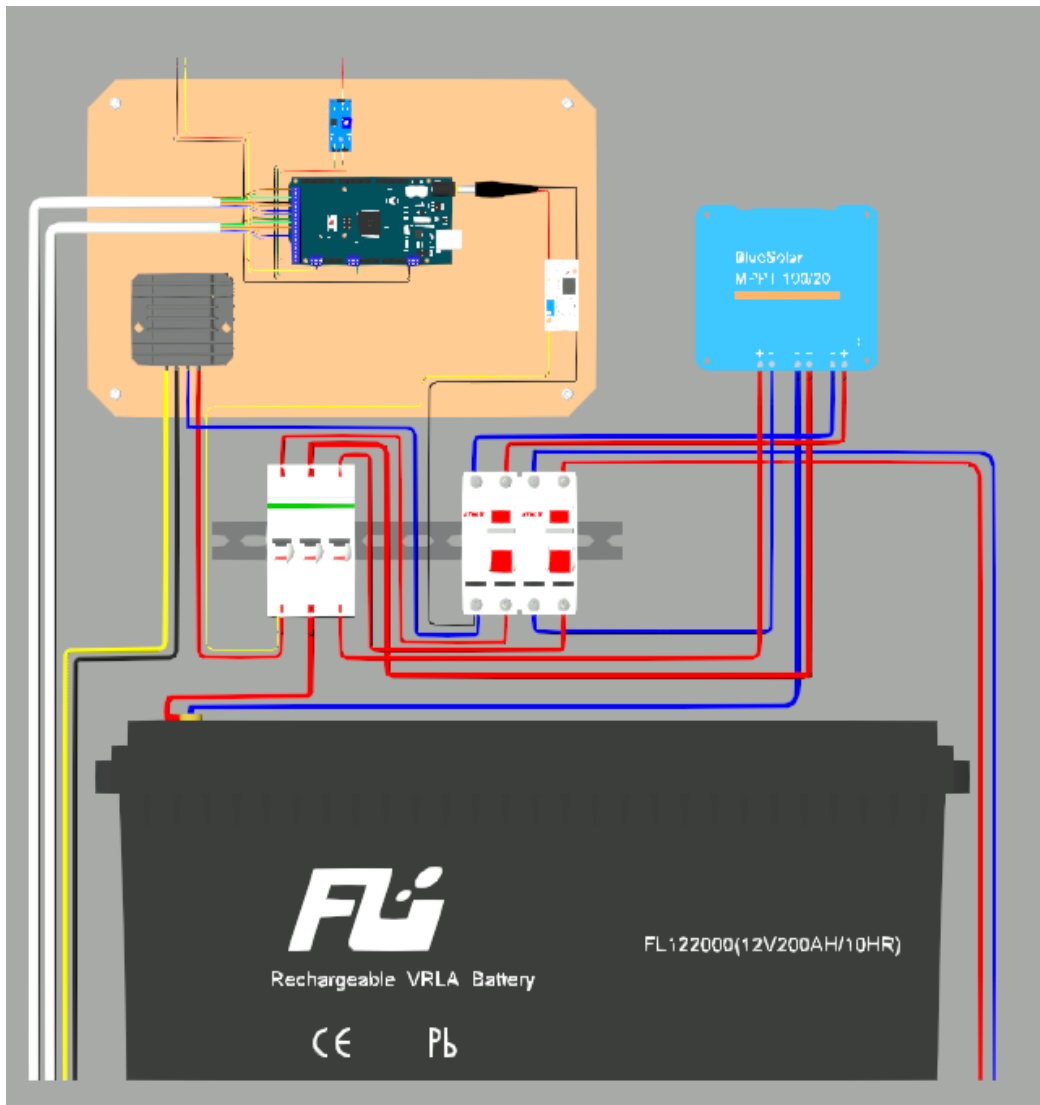 BlueSolar
MPPT 100/20
+ - - - - +
FLi
FL122000(12V200AH/10HR)
Rechargeable VRLA Battery
CE Pb